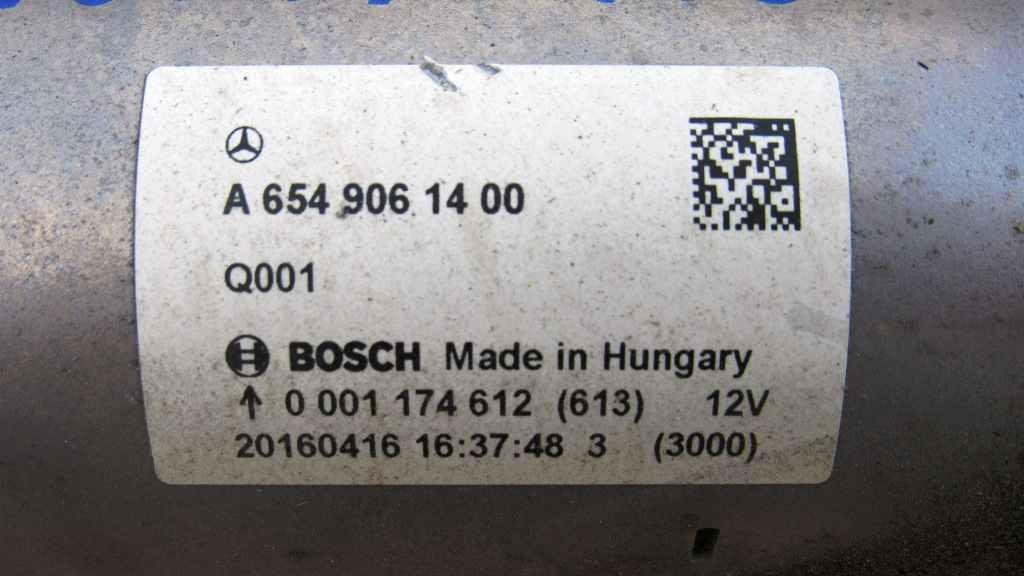 A 654 906 14 00
Q001
BOSCH Made in Hungary
↑ 0 001 174 612 (613) 12V
20160416 16:37:48 3 (3000)